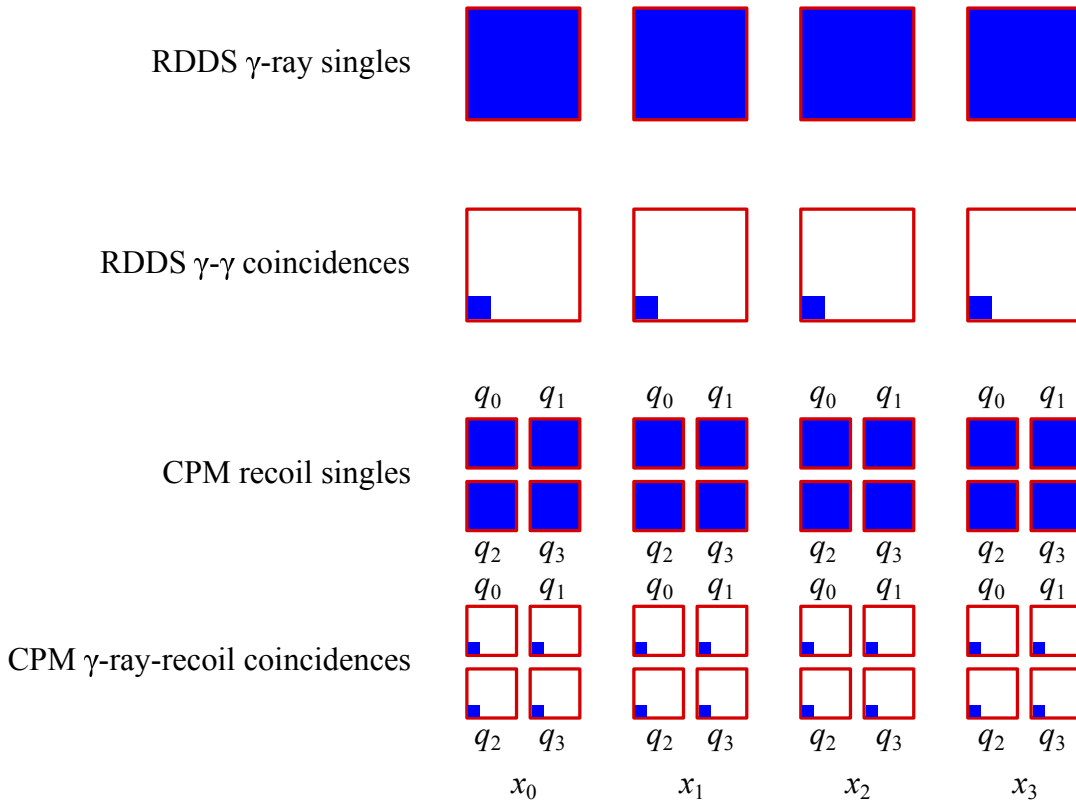 RDDS γ-ray singles
RDDS γ-γ coincidences
q0 q1 q0 q1 q0 q1 q0 q1
CPM recoil singles
q2 q3 q2 q3 q2 q3 q2 q3
q0 q1 q0 q1 q0 q1 q0 q1
CPM γ-ray-recoil coincidences
q2 q3 q2 q3 q2 q3 q2 q3
x0 x1 x2 x3